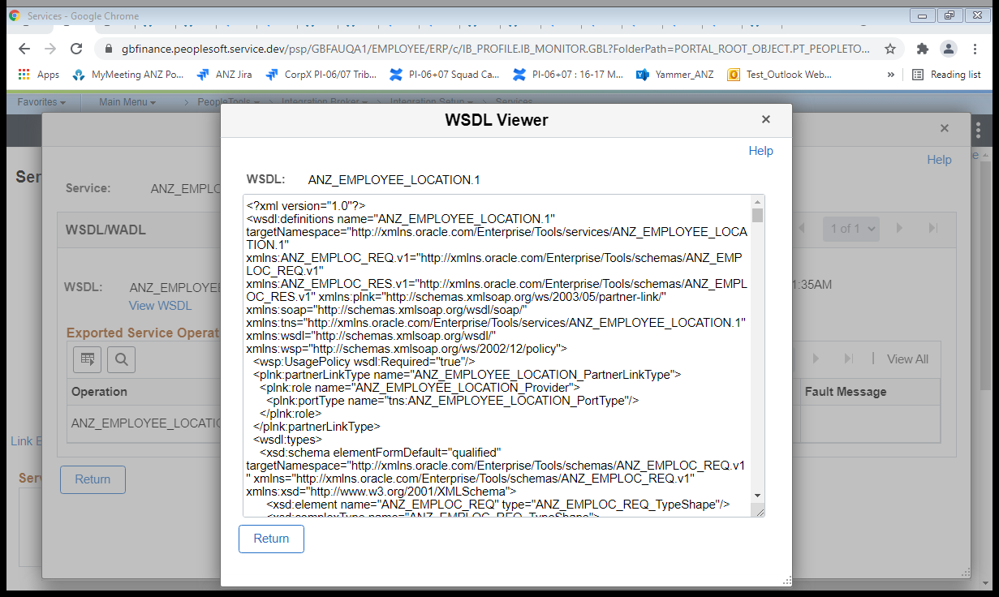 Services - Google Chrome
gbfinance.peoplesoft.service.dev/psp/GBFAUQA1/EMPLOYEE/ERP/c/IB_PROFILE.IB_MONITOR.GBL?FolderPath=PORTAL_ROOT_OBJECT.PT_PEOPLETO...
Apps MyMeeting ANZ Po... ANZ Jira CorpX PI-06/07 Trib... PI-06+07 Squad Ca... PI-06+07 : 16-17 M... Yammer_ANZ Test_Outlook Web... » Reading list
Favorites Main Menu > PeopleTools > Integration Broker > Integration Setup > Services
WSDL Viewer
Help
Help
Ser
Service: ANZ_EMPLO
WSDL: ANZ_EMPLOYEE_LOCATION.1
<?xml version="1.0"?>
<wsdl:definitions name="ANZ_EMPLOYEE_LOCATION.1"
targetNamespace="http://xmlns.oracle.com/Enterprise/Tools/services/ANZ_EMPLOYEE_LOCA
TION.1"
xmlns:ANZ_EMPLOC_REQ.v1="http://xmlns.oracle.com/Enterprise/Tools/schemas/ANZ_EMP
LOC_REQ.v1"
xmlns:ANZ_EMPLOC_RES.v1="http://xmlns.oracle.com/Enterprise/Tools/schemas/ANZ_EMPL
OC_RES.v1" xmlns:plnk="http://schemas.xmlsoap.org/ws/2003/05/partner-link/"
xmlns:soap="http://schemas.xmlsoap.org/wsdl/soap/"
xmlns:tns="http://xmlns.oracle.com/Enterprise/Tools/services/ANZ_EMPLOYEE_LOCATION.1"
xmlns:wsdl="http://schemas.xmlsoap.org/wsdl/"
xmlns:wsp="http://schemas.xmlsoap.org/ws/2002/12/policy">
<wsp:UsagePolicy wsdl:Required="true"/>
<plnk:partnerLinkType name="ANZ_EMPLOYEE_LOCATION_PartnerLinkType">
<plnk:role name="ANZ_EMPLOYEE_LOCATION_Provider">
<plnk:portType name="tns:ANZ_EMPLOYEE_LOCATION_PortType"/>
</plnk:role>
</plnk:partnerLinkType>
<wsdl:types>
<xsd:schema elementFormDefault="qualified"
targetNamespace="http://xmlns.oracle.com/Enterprise/Tools/schemas/ANZ_EMPLOC_REQ.v1
" xmlns="http://xmlns.oracle.com/Enterprise/Tools/schemas/ANZ_EMPLOC_REQ.v1"
xmlns:xsd="http://www.w3.org/2001/XMLSchema">
<xsd:element name="ANZ_EMPLOC_REQ" type="ANZ_EMPLOC_REQ_TypeShape"/>
<xsd:complexType name="ANZ_EMPLOC_REQ_TypeShape">
Return
WSDL/WADL
1 of 1
WSDL: ANZ_EMPLOYEE
1:35AM
View WSDL
Exported Service Operat
View All
Operation
Fault Message
ANZ_EMPLOYEE_LOCATIO
Link E
Serv
Return